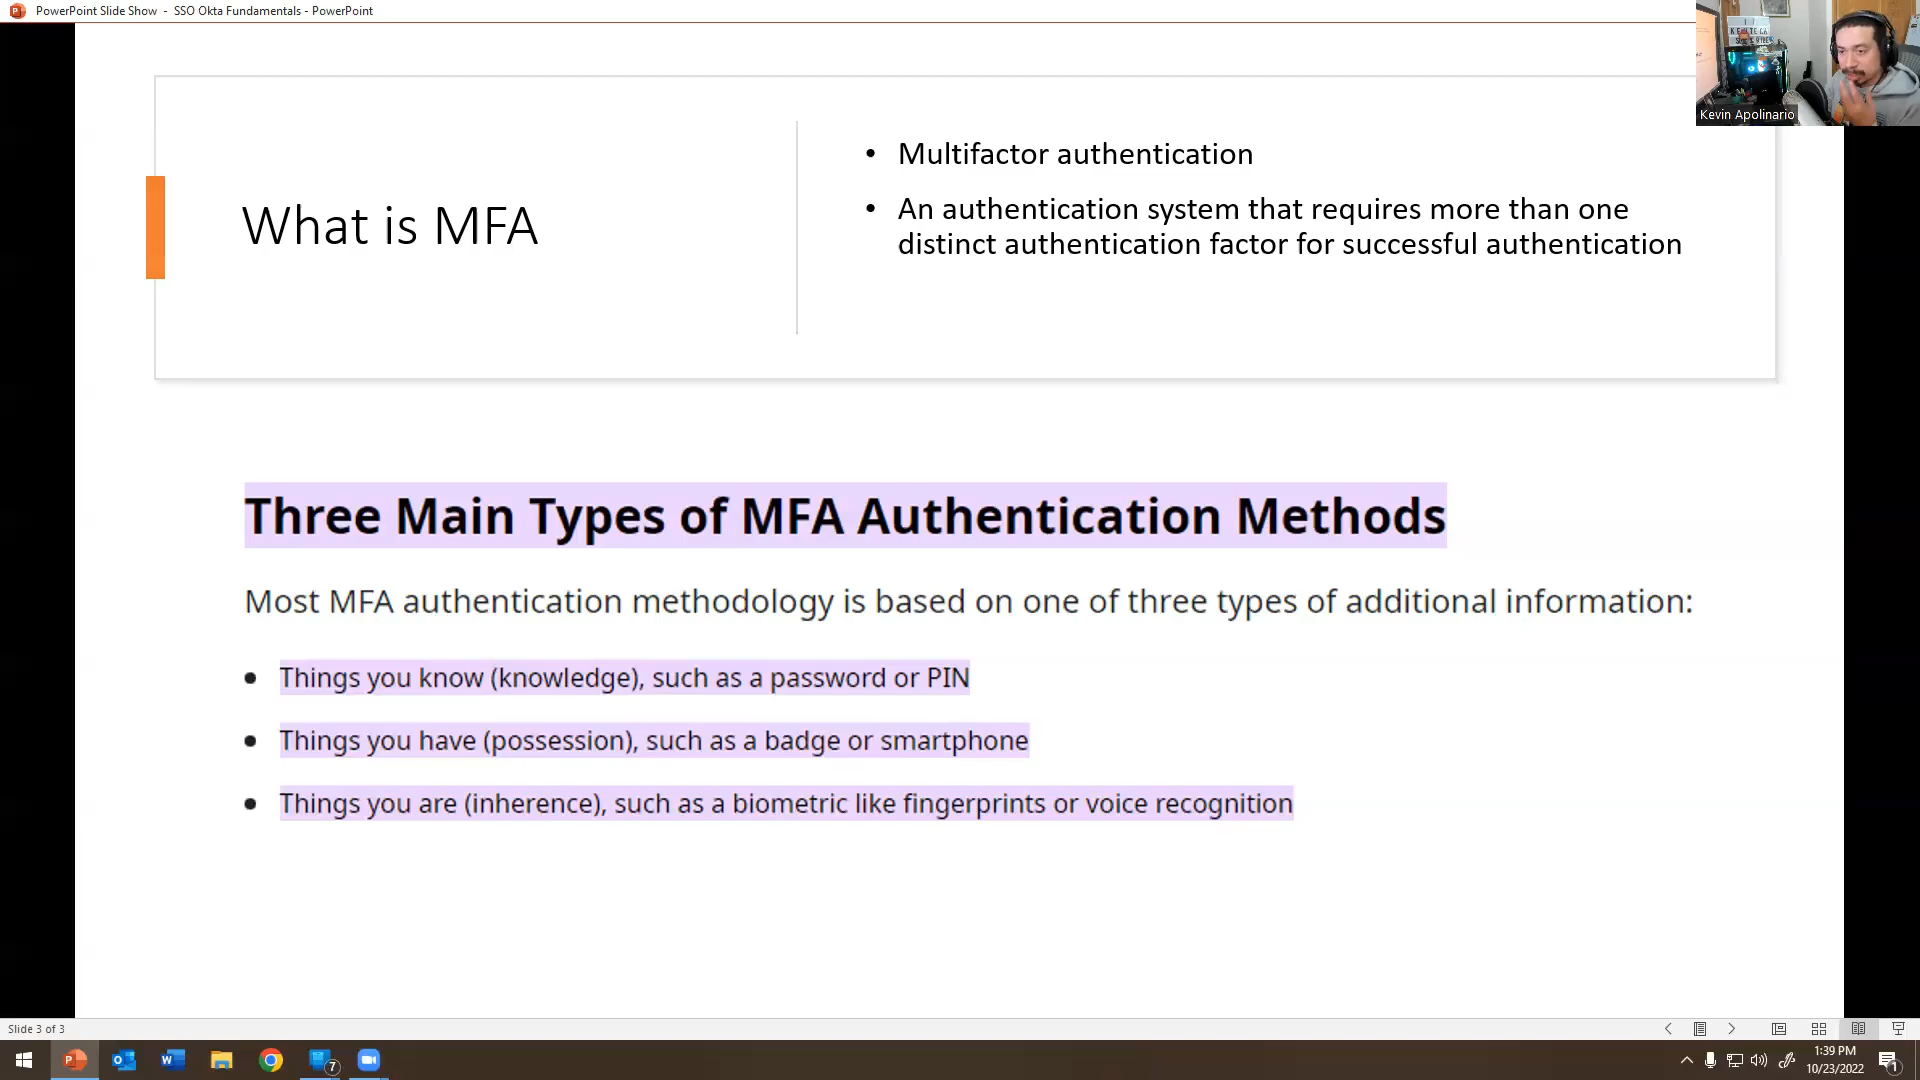 PowerPoint Slide Show - SSO Okta Fundamentals - PowerPoint
Kevin Apolinario
What is MFA
• Multifactor authentication
• An authentication system that requires more than one
distinct authentication factor for successful authentication
Three Main Types of MFA Authentication Methods
Most MFA authentication methodology is based on one of three types of additional information:
• Things you know (knowledge), such as a password or PIN
• Things you have (possession), such as a badge or smartphone
• Things you are (inherence), such as a biometric like fingerprints or voice recognition
Slide 3 of 3
7
1:39 PM
10/23/2022
1